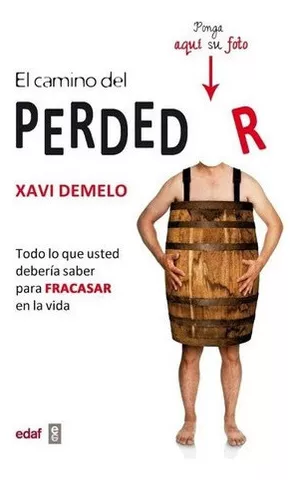 Ponga
aquí su foto
El camino del
PERDED R
XAVI DEMELO
Todo lo que usted
debería saber
para FRACASAR
en la vida
edaf